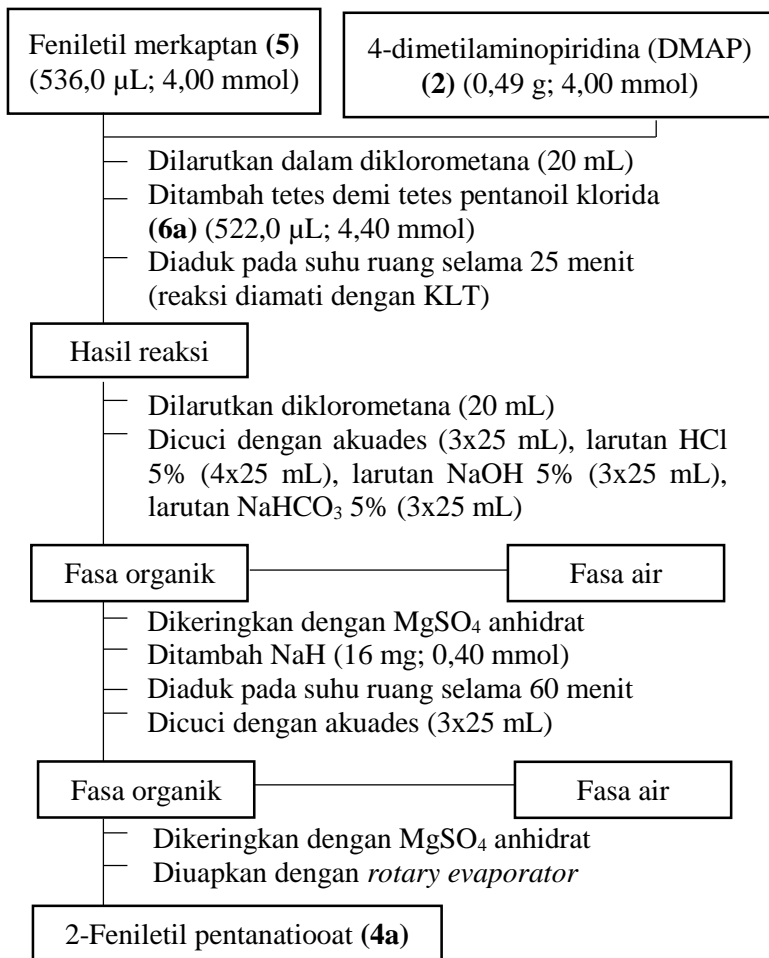 Feniletil merkaptan (5)
(536,0 µL; 4,00 mmol)
4-dimetilaminopiridina (DMAP)
(2) (0,49 g; 4,00 mmol)
Dilarutkan dalam diklorometana (20 mL)
Ditambah tetes demi tetes pentanoil klorida
(6a) (522,0 µL; 4,40 mmol)
Diaduk pada suhu ruang selama 25 menit
(reaksi diamati dengan KLT)
Hasil reaksi
Dilarutkan diklorometana (20 mL)
Dicuci dengan akuades (3x25 mL), larutan HCl
5% (4x25 mL), larutan NaOH 5% (3x25 mL),
larutan NaHCO₃ 5% (3x25 mL)
Fasa organik
Fasa air
Dikeringkan dengan MgSO₄ anhidrat
Ditambah NaH (16 mg; 0,40 mmol)
Diaduk pada suhu ruang selama 60 menit
Dicuci dengan akuades (3x25 mL)
Fasa organik
Fasa air
Dikeringkan dengan MgSO₄ anhidrat
Diuapkan dengan rotary evaporator
2-Feniletil pentanatiooat (4a)